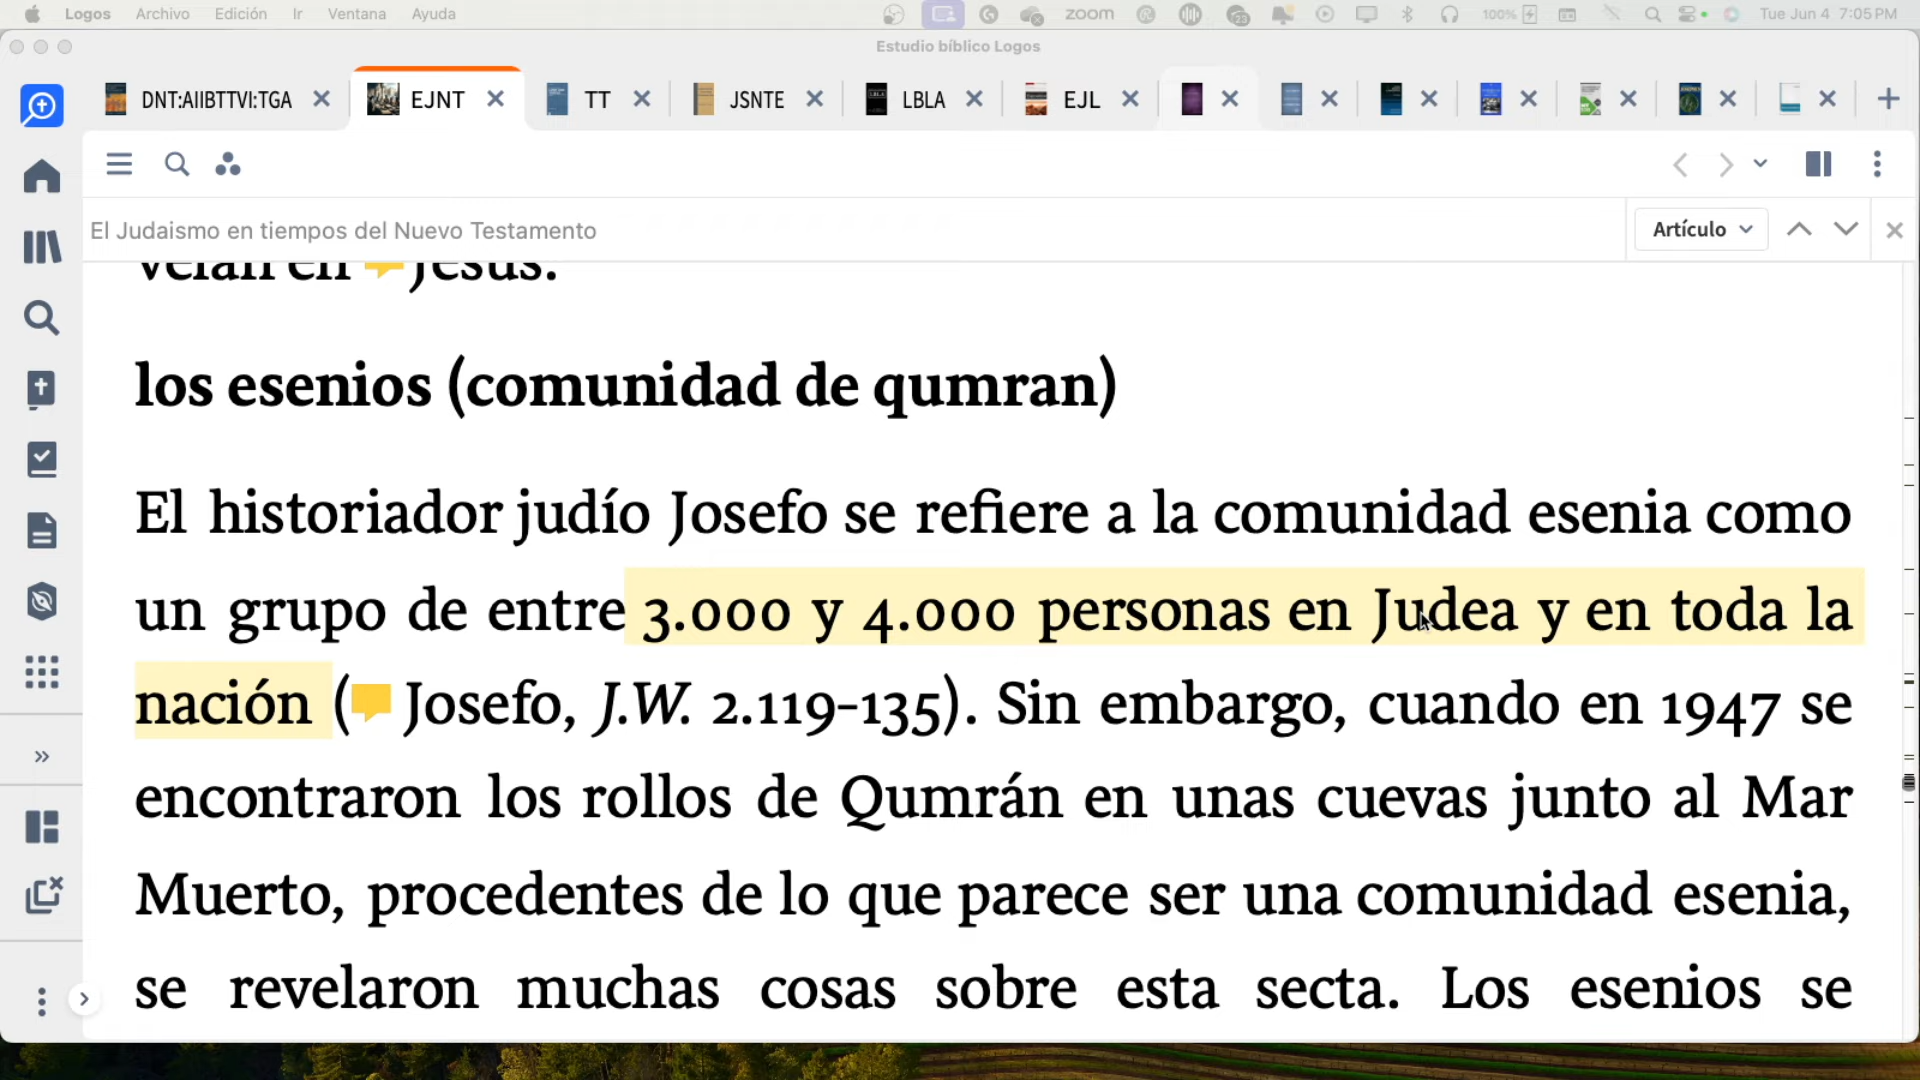 Logos Archivo Edición Ir Ventana Ayuda zoom 23 100% Tue Jun 4 7:05 PM
Estudio bíblico Logos
DNT:AIIBTTVI:TGA EJNT TT JSNTE LBLA EJL
El Judaismo en tiempos del Nuevo Testamento Artículo
veían en Jesús.
los esenios (comunidad de qumran)
El historiador judío Josefo se refiere a la comunidad esenia como
un grupo de entre 3.000 y 4.000 personas en Judea y en toda la
nación (Josefo, J.W. 2.119-135). Sin embargo, cuando en 1947 se
encontraron los rollos de Qumrán en unas cuevas junto al Mar
Muerto, procedentes de lo que parece ser una comunidad esenia,
se revelaron muchas cosas sobre esta secta. Los esenios se